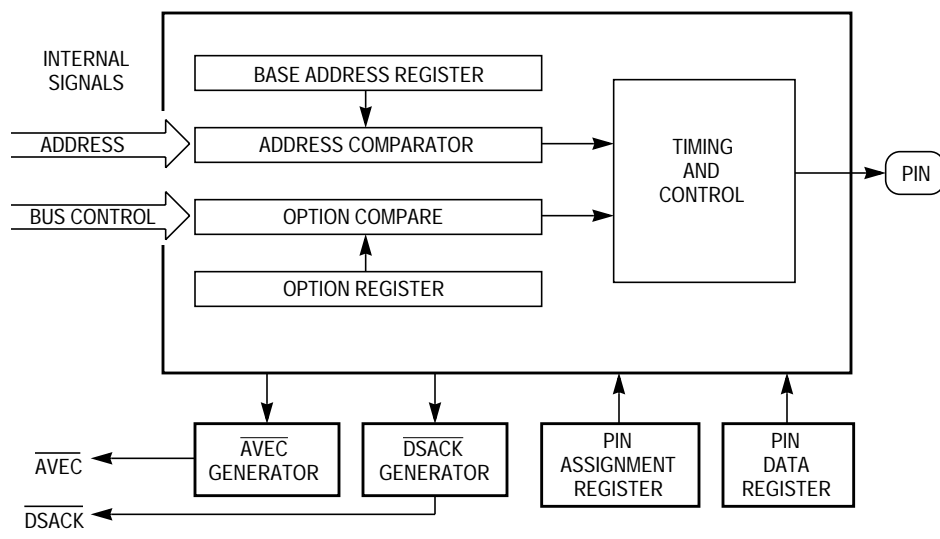 INTERNAL
SIGNALS
BASE ADDRESS REGISTER
ADDRESS
ADDRESS COMPARATOR
TIMING
AND
CONTROL
PIN
BUS CONTROL
OPTION COMPARE
OPTION REGISTER
AVEC
GENERATOR
DSACK
GENERATOR
PIN
ASSIGNMENT
REGISTER
PIN
DATA
REGISTER
AVEC
DSACK